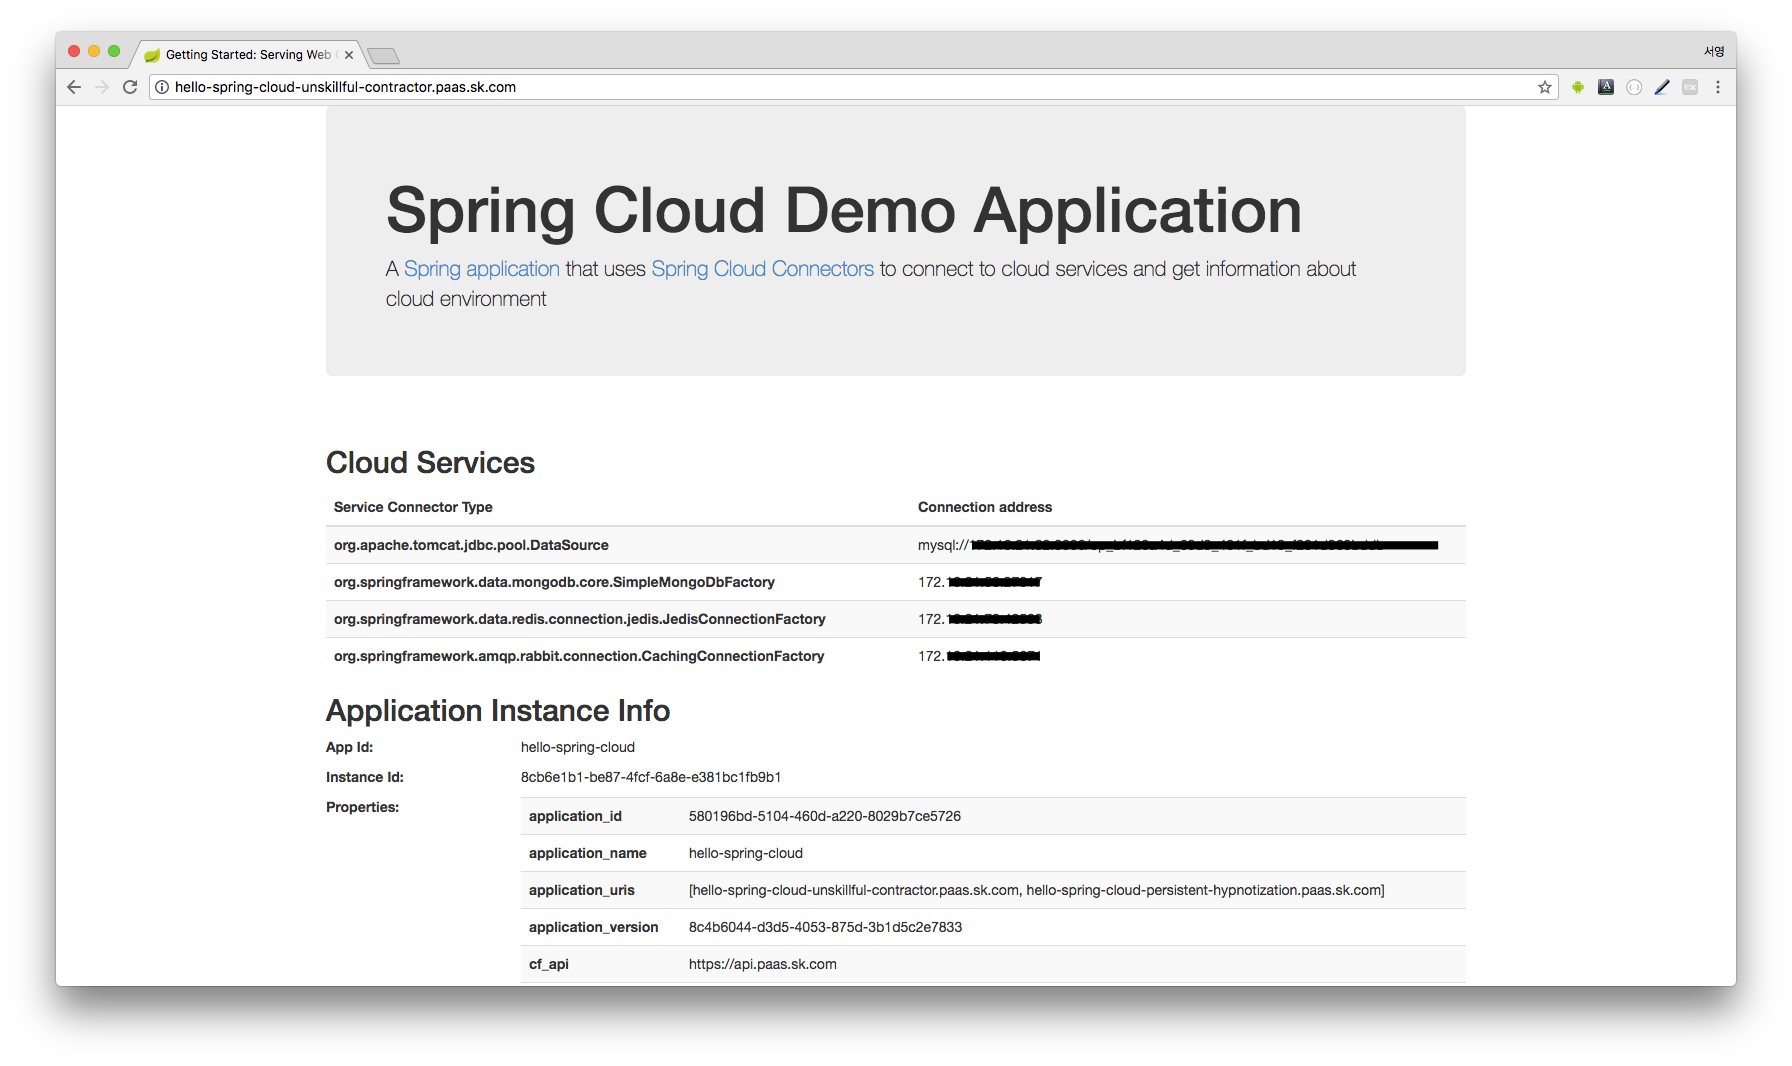 Getting Started: Serving Web
서영
hello-spring-cloud-unskillful-contractor.paas.sk.com
Spring Cloud Demo Application
A Spring application that uses Spring Cloud Connectors to connect to cloud services and get information about
cloud environment
Cloud Services
Service Connector Type Connection address
org.apache.tomcat.jdbc.pool.DataSource mysql://
org.springframework.data.mongodb.core.SimpleMongoDbFactory 172.
org.springframework.data.redis.connection.jedis.JedisConnectionFactory 172.
org.springframework.amqp.rabbit.connection.CachingConnectionFactory 172.
Application Instance Info
App Id: hello-spring-cloud
Instance Id: 8cb6e1b1-be87-4fcf-6a8e-e381bc1fb9b1
Properties:
application_id 580196bd-5104-460d-a220-8029b7ce5726
application_name hello-spring-cloud
application_uris [hello-spring-cloud-unskillful-contractor.paas.sk.com, hello-spring-cloud-persistent-hypnotization.paas.sk.com]
application_version 8c4b6044-d3d5-4053-875d-3b1d5c2e7833
cf_api https://api.paas.sk.com